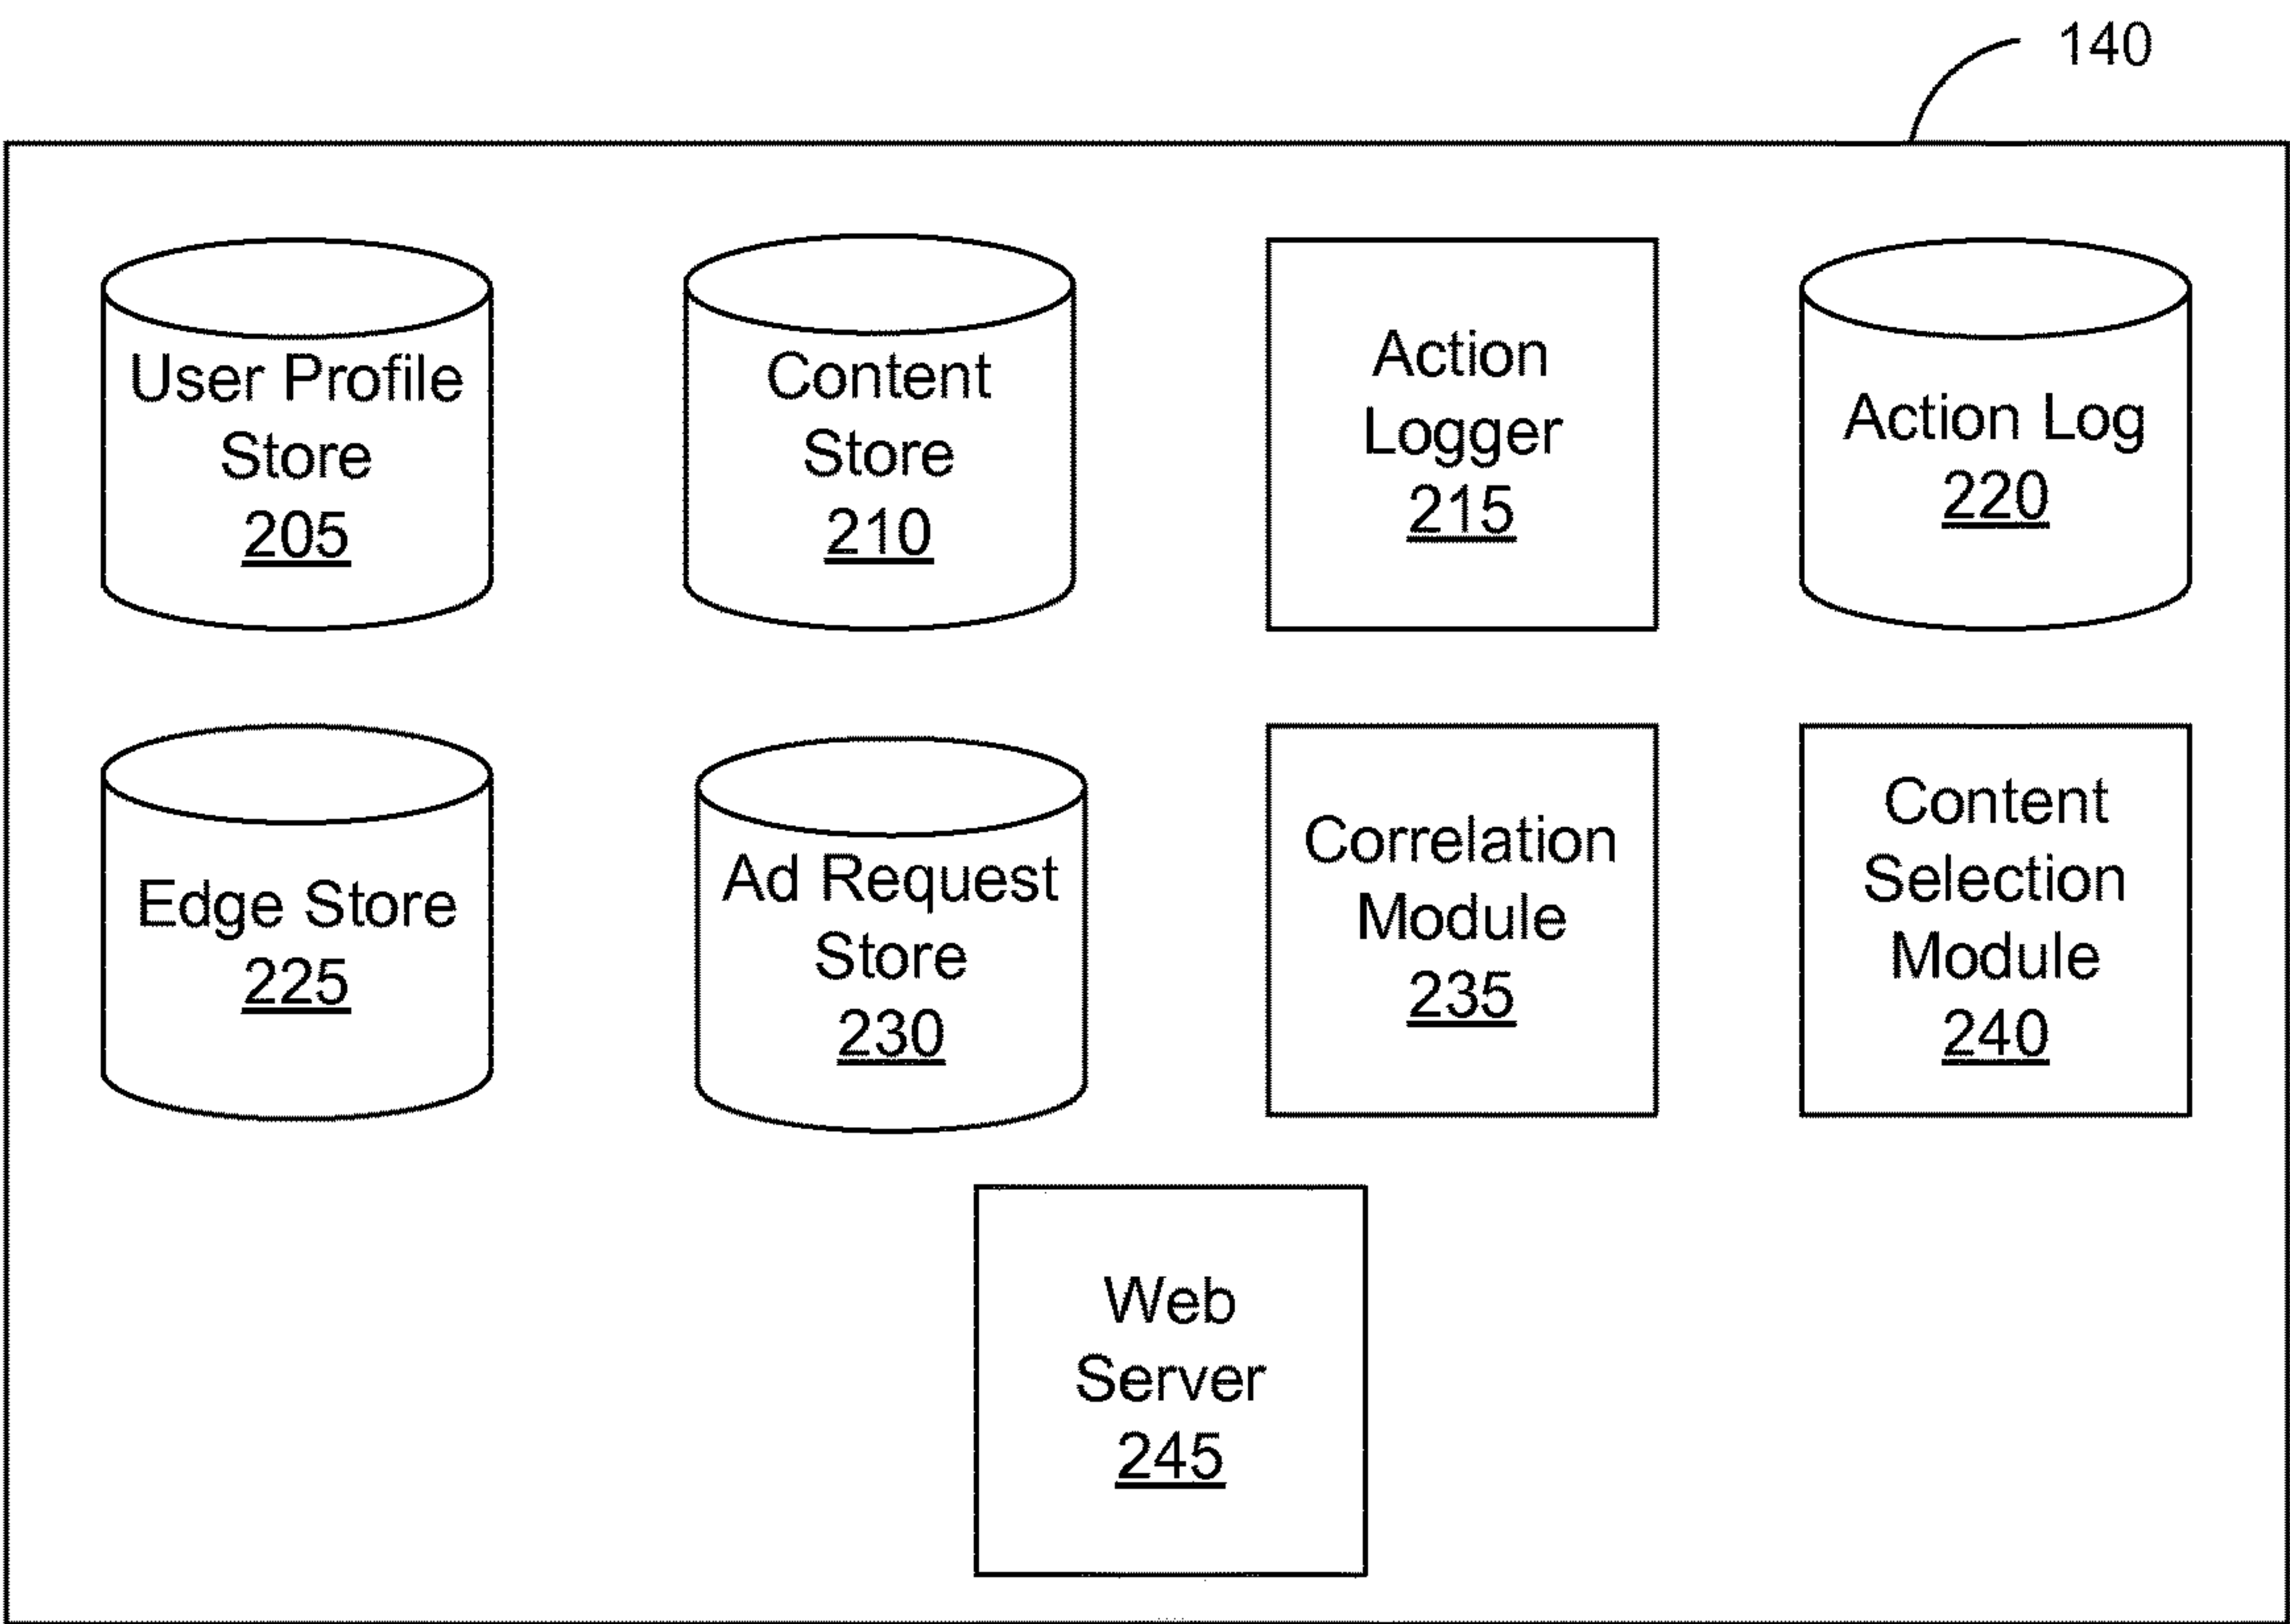 140
User Profile
Store
205
Content
Store
210
Action
Logger
215
Action Log
220
Edge Store
225
Ad Request
Store
230
Correlation
Module
235
Content
Selection
Module
240
Web
Server
245